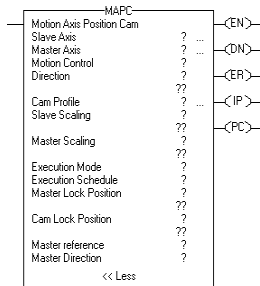 MAPC
Motion Axis Position Cam (EN)
Slave Axis ? ...
Master Axis ? ... (DN)
Motion Control ?
Direction ? (ER)
??
Cam Profile ? ... (IP)
Slave Scaling ?
?? (PC)
Master Scaling ?
??
Execution Mode ?
Execution Schedule ?
Master Lock Position ?
??
Cam Lock Position ?
??
Master reference ?
Master Direction ?
<< Less